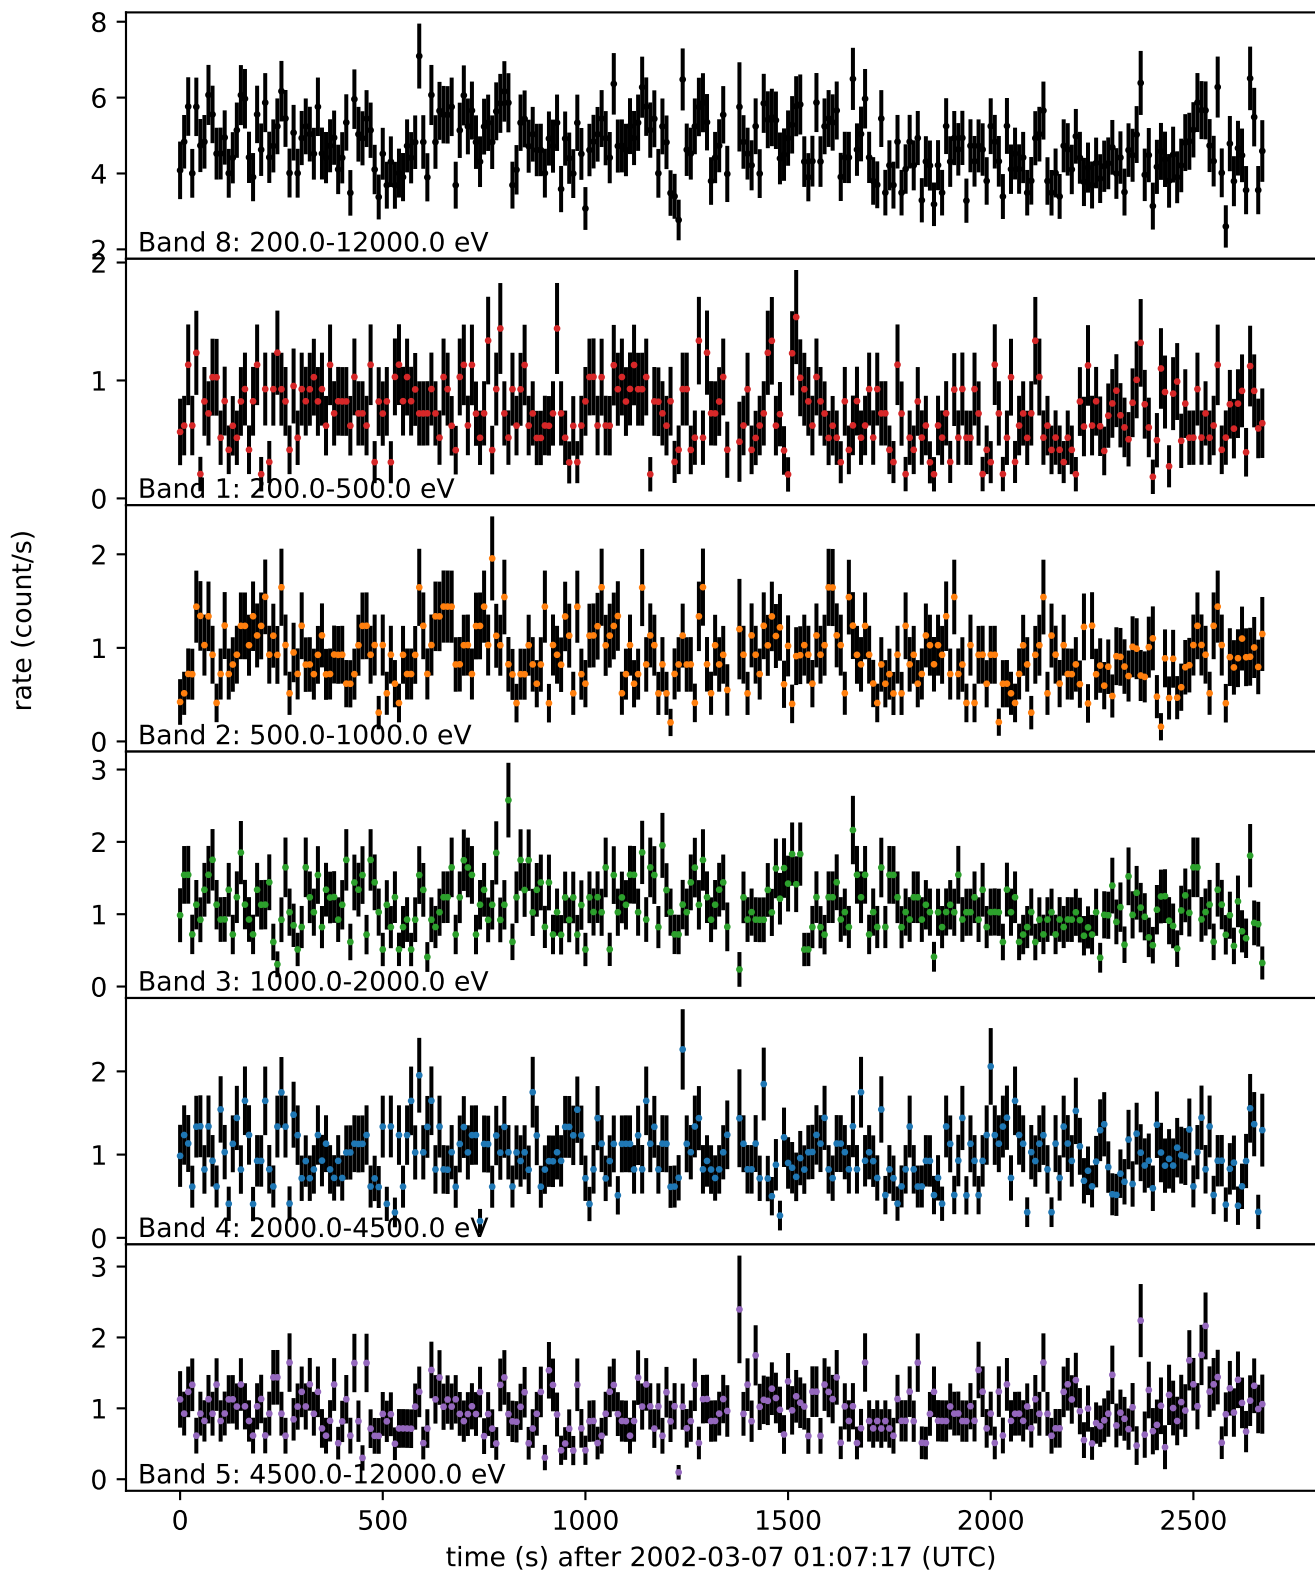 8
6
4
2
Band 8: 200.0-12000.0 eV
2
1
0
Band 1: 200.0-500.0 eV
rate (count/s)
2
1
0
Band 2: 500.0-1000.0 eV
3
2
1
0
Band 3: 1000.0-2000.0 eV
2
1
0
Band 4: 2000.0-4500.0 eV
3
2
1
0
Band 5: 4500.0-12000.0 eV
0 500 1000 1500 2000 2500
time (s) after 2002-03-07 01:07:17 (UTC)